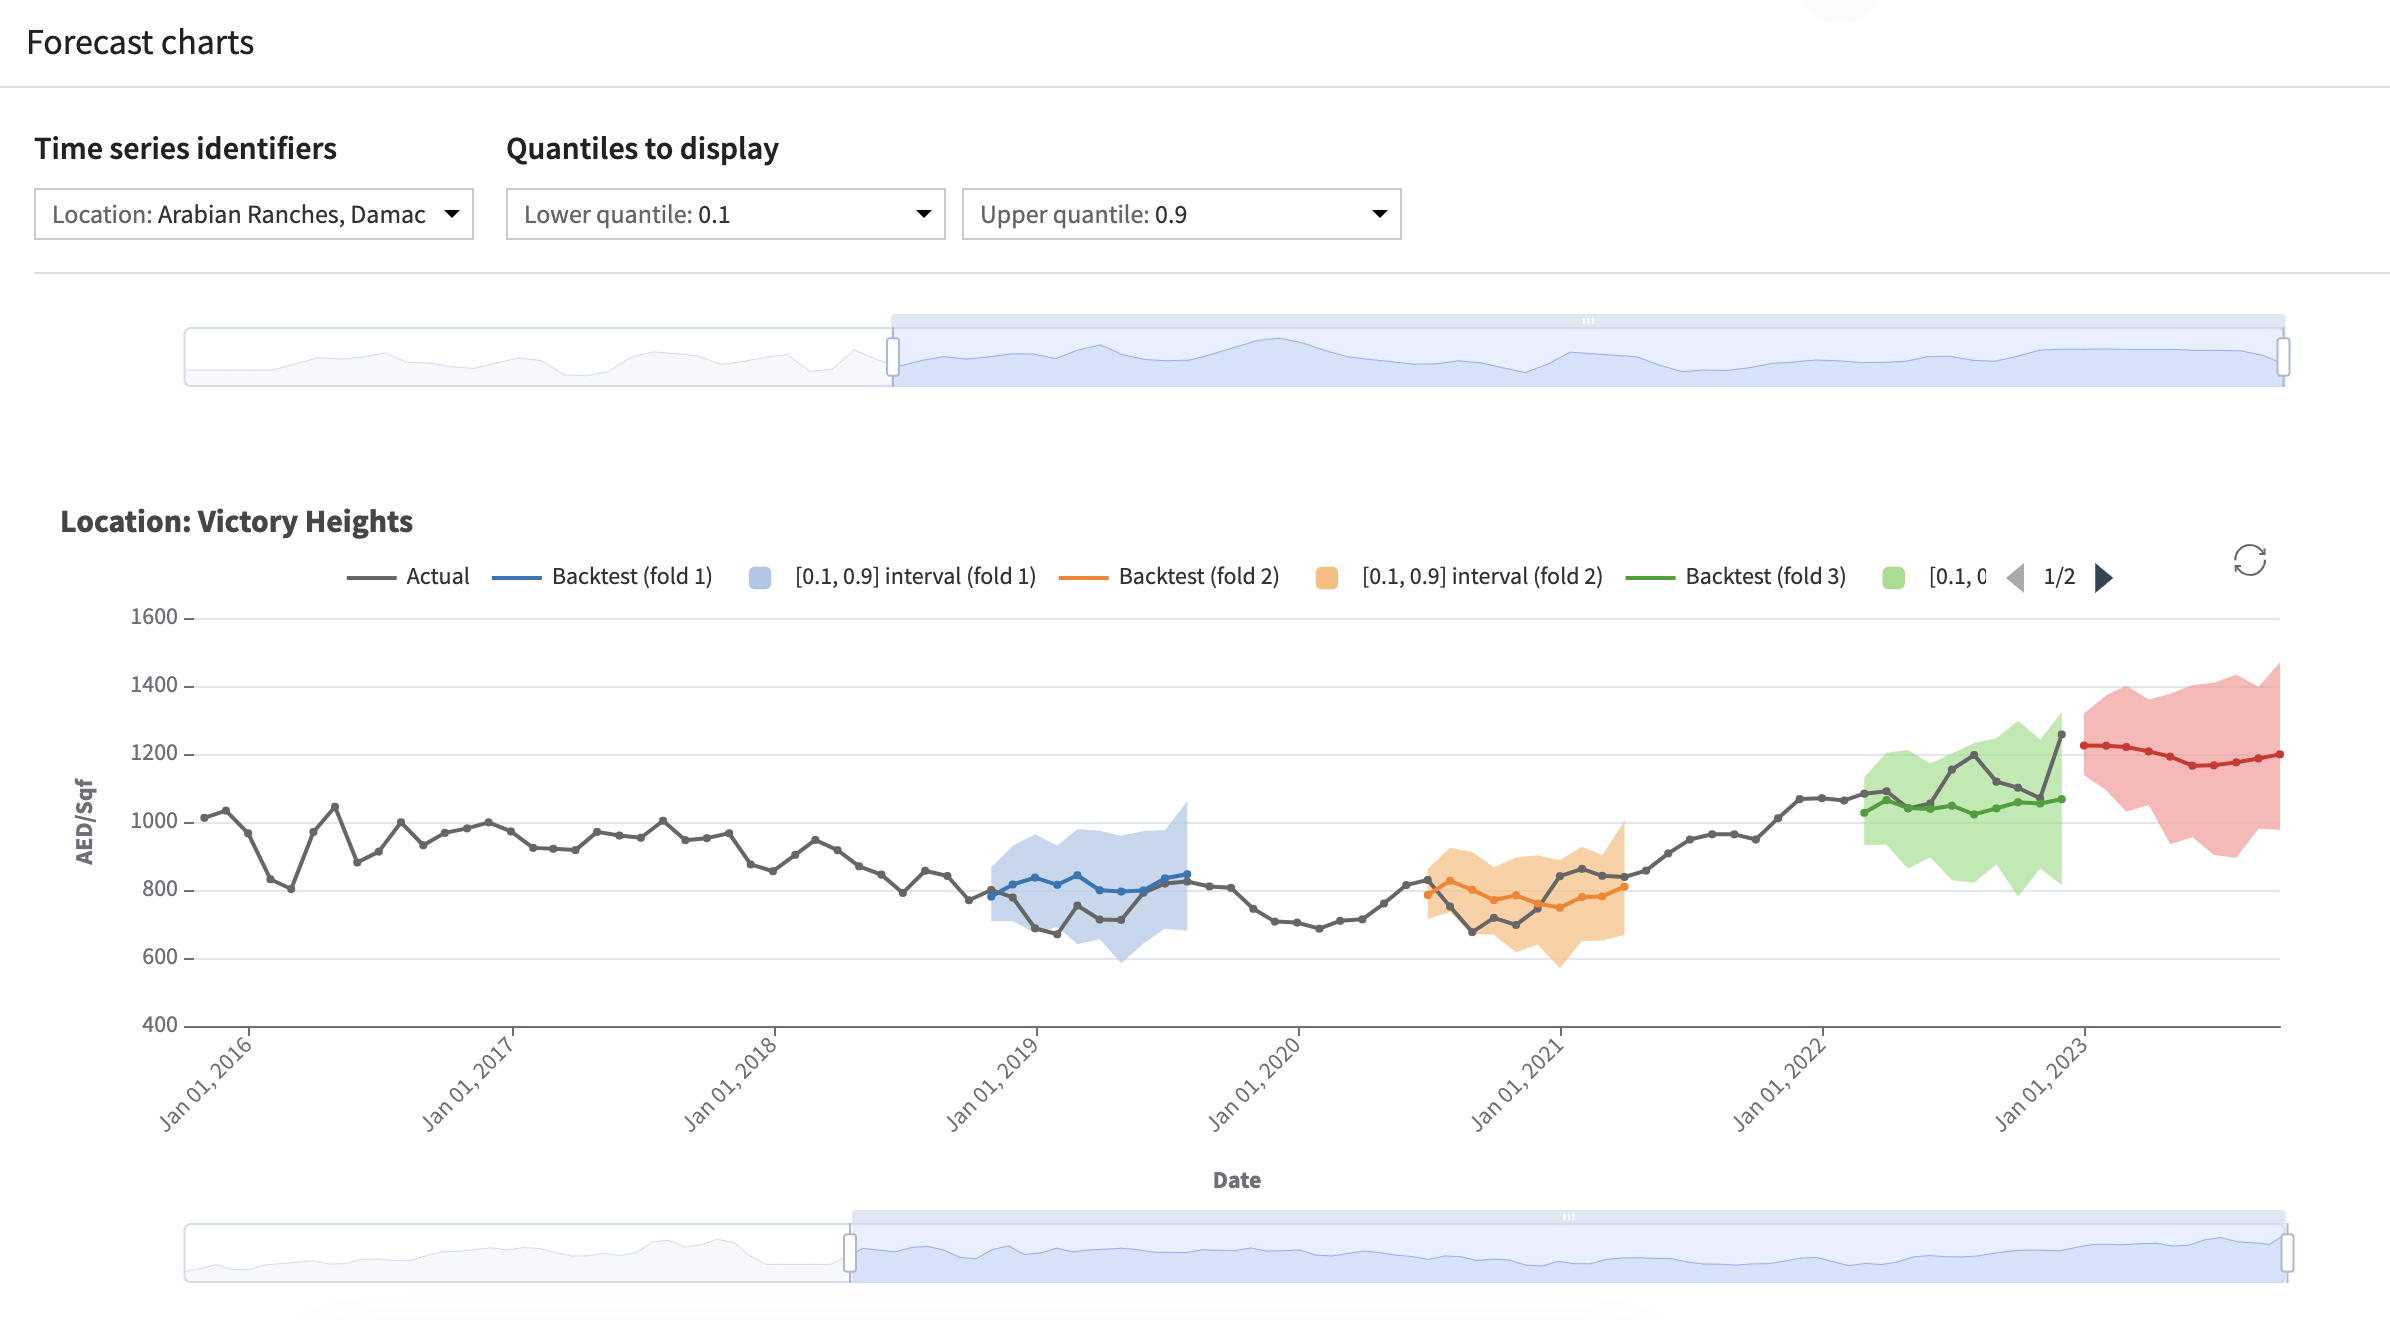 Forecast charts
Time series identifiers
Quantiles to display
Location: Arabian Ranches, Damac
Lower quantile: 0.1
Upper quantile: 0.9
Location: Victory Heights
Actual
Backtest (fold 1)
[0.1, 0.9] interval (fold 1)
Backtest (fold 2)
[0.1, 0.9] interval (fold 2)
Backtest (fold 3)
[0.1, 0
1/2
1600
1400
1200
1000
800
600
400
AED/Sqf
Jan 01, 2016
Jan 01, 2017
Jan 01, 2018
Jan 01, 2019
Jan 01, 2020
Jan 01, 2021
Jan 01, 2022
Jan 01, 2023
Date